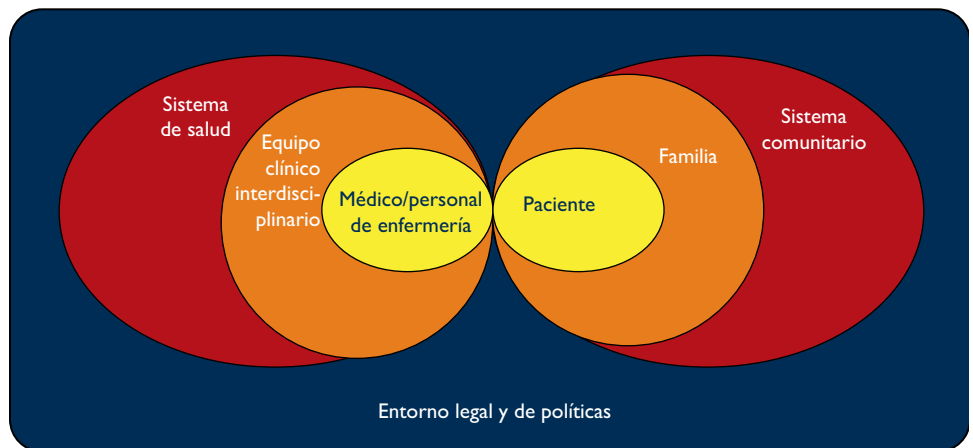 Sistema
de salud
Equipo
clínico
interdisci-
plinario
Médico/personal
de enfermería
Paciente
Familia
Sistema
comunitario
Entorno legal y de políticas